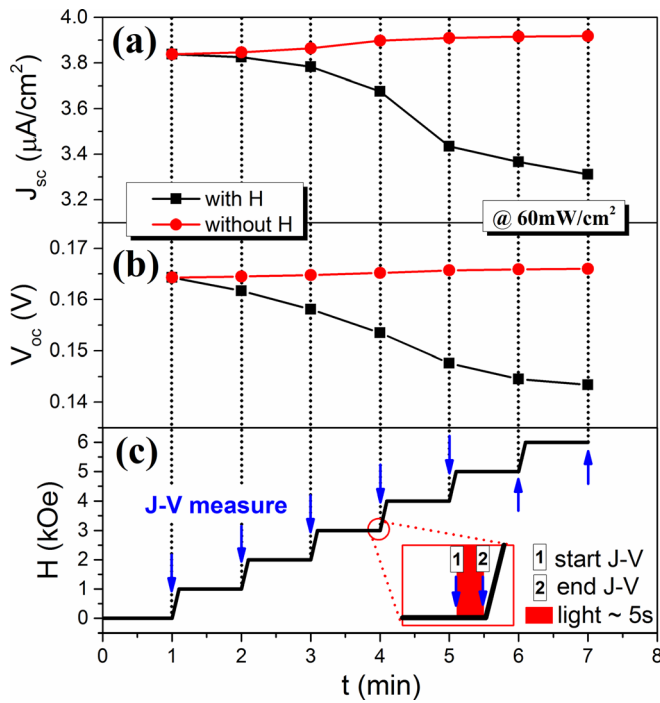 (a)
J_sc (μA/cm²)
4.0
3.8
3.6
3.4
3.2
with H
without H
@ 60mW/cm²
(b)
V_oc (V)
0.17
0.16
0.15
0.14
(c)
H (kOe)
6
5
4
3
2
1
0
J-V measure
1 2
1 start J-V
2 end J-V
light ~ 5s
0 1 2 3 4 5 6 7 8
t (min)